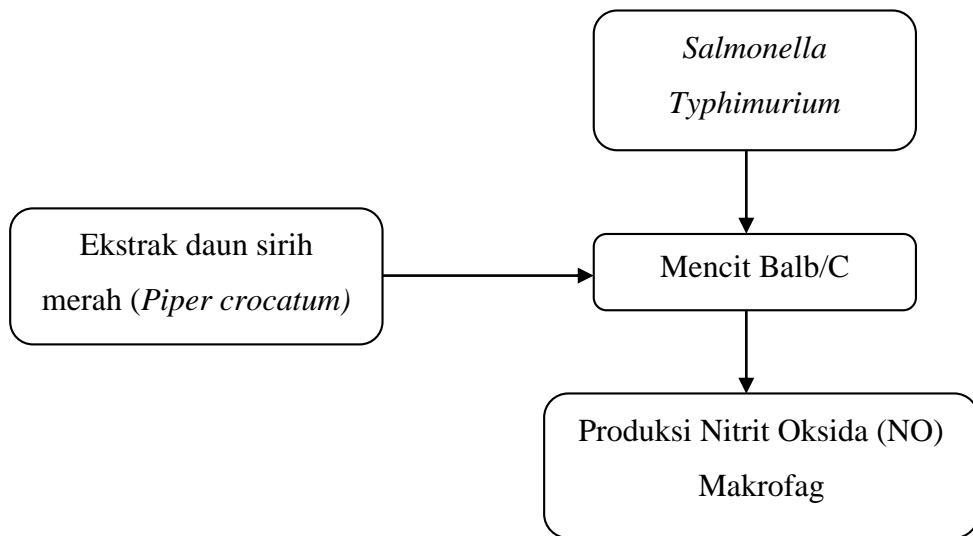 Salmonella
Typhimurium
Ekstrak daun sirih
merah (Piper crocatum)
Mencit Balb/C
Produksi Nitrit Oksida (NO)
Makrofag